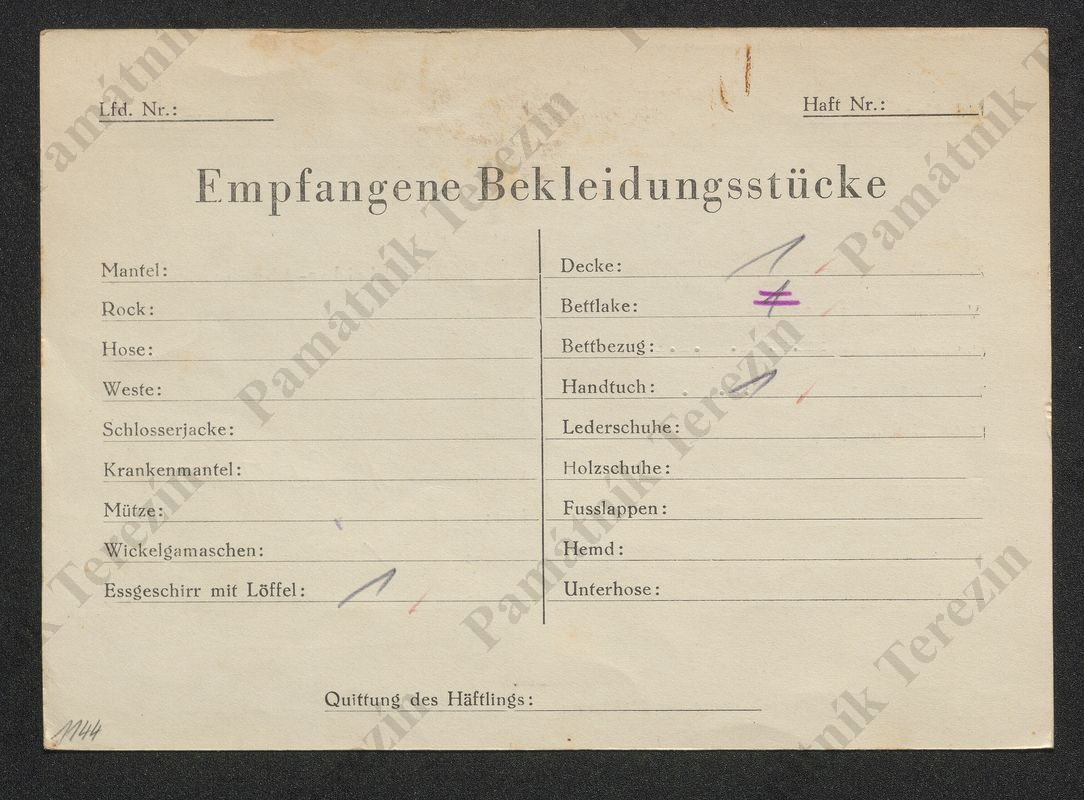 Lfd. Nr.:
Haft Nr.:
Empfangene Bekleidungsstücke
Mantel:
Rock:
Hose:
Weste:
Schlosserjacke:
Krankenmantel:
Mütze:
Wickelgamaschen:
Essgeschirr mit Löffel: 1
Decke: 1
Bettlake: 1
Bettbezug:
Handtuch: 1
Lederschuhe:
Holzschuhe:
Fusslappen:
Hemd:
Unterhose:
Quittung des Häftlings:
1144
Památník Terezín